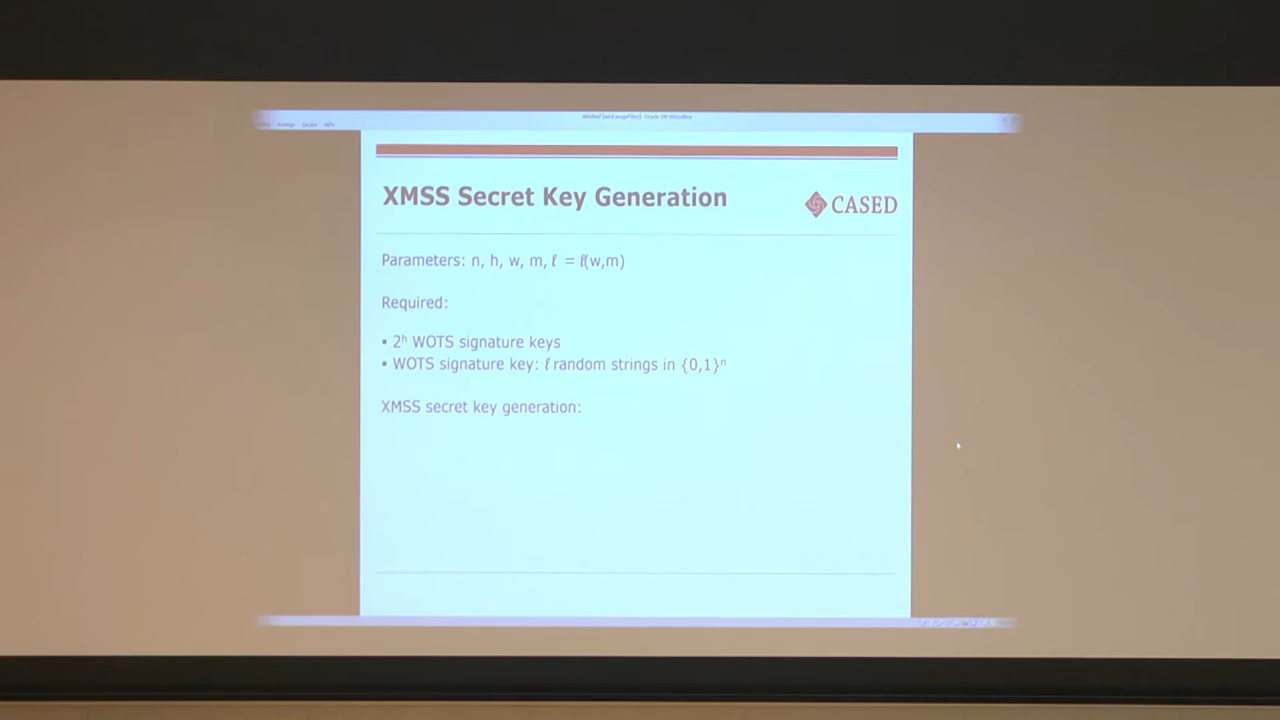 XMSS Secret Key Generation
CASED
Parameters: n, h, w, m, ℓ = ℓ(w,m)
Required:
▪ 2ʰ WOTS signature keys
▪ WOTS signature key: ℓ random strings in {0,1}ⁿ
XMSS secret key generation: